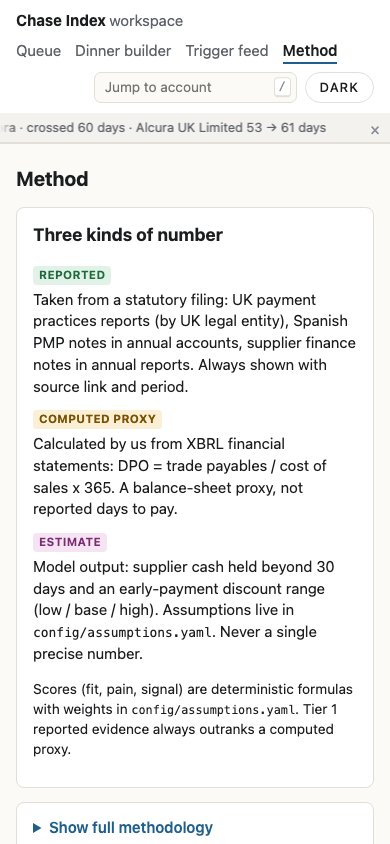 Chase Index workspace
Queue Dinner builder Trigger feed Method
Jump to account / DARK
· crossed 60 days · Alcura UK Limited 53 → 61 days ×
Method
Three kinds of number
REPORTED
Taken from a statutory filing: UK payment
practices reports (by UK legal entity), Spanish
PMP notes in annual accounts, supplier finance
notes in annual reports. Always shown with
source link and period.
COMPUTED PROXY
Calculated by us from XBRL financial
statements: DPO = trade payables / cost of
sales x 365. A balance-sheet proxy, not
reported days to pay.
ESTIMATE
Model output: supplier cash held beyond 30
days and an early-payment discount range
(low / base / high). Assumptions live in
config/assumptions.yaml. Never a single
precise number.
Scores (fit, pain, signal) are deterministic formulas
with weights in config/assumptions.yaml. Tier 1
reported evidence always outranks a computed
proxy.
Show full methodology